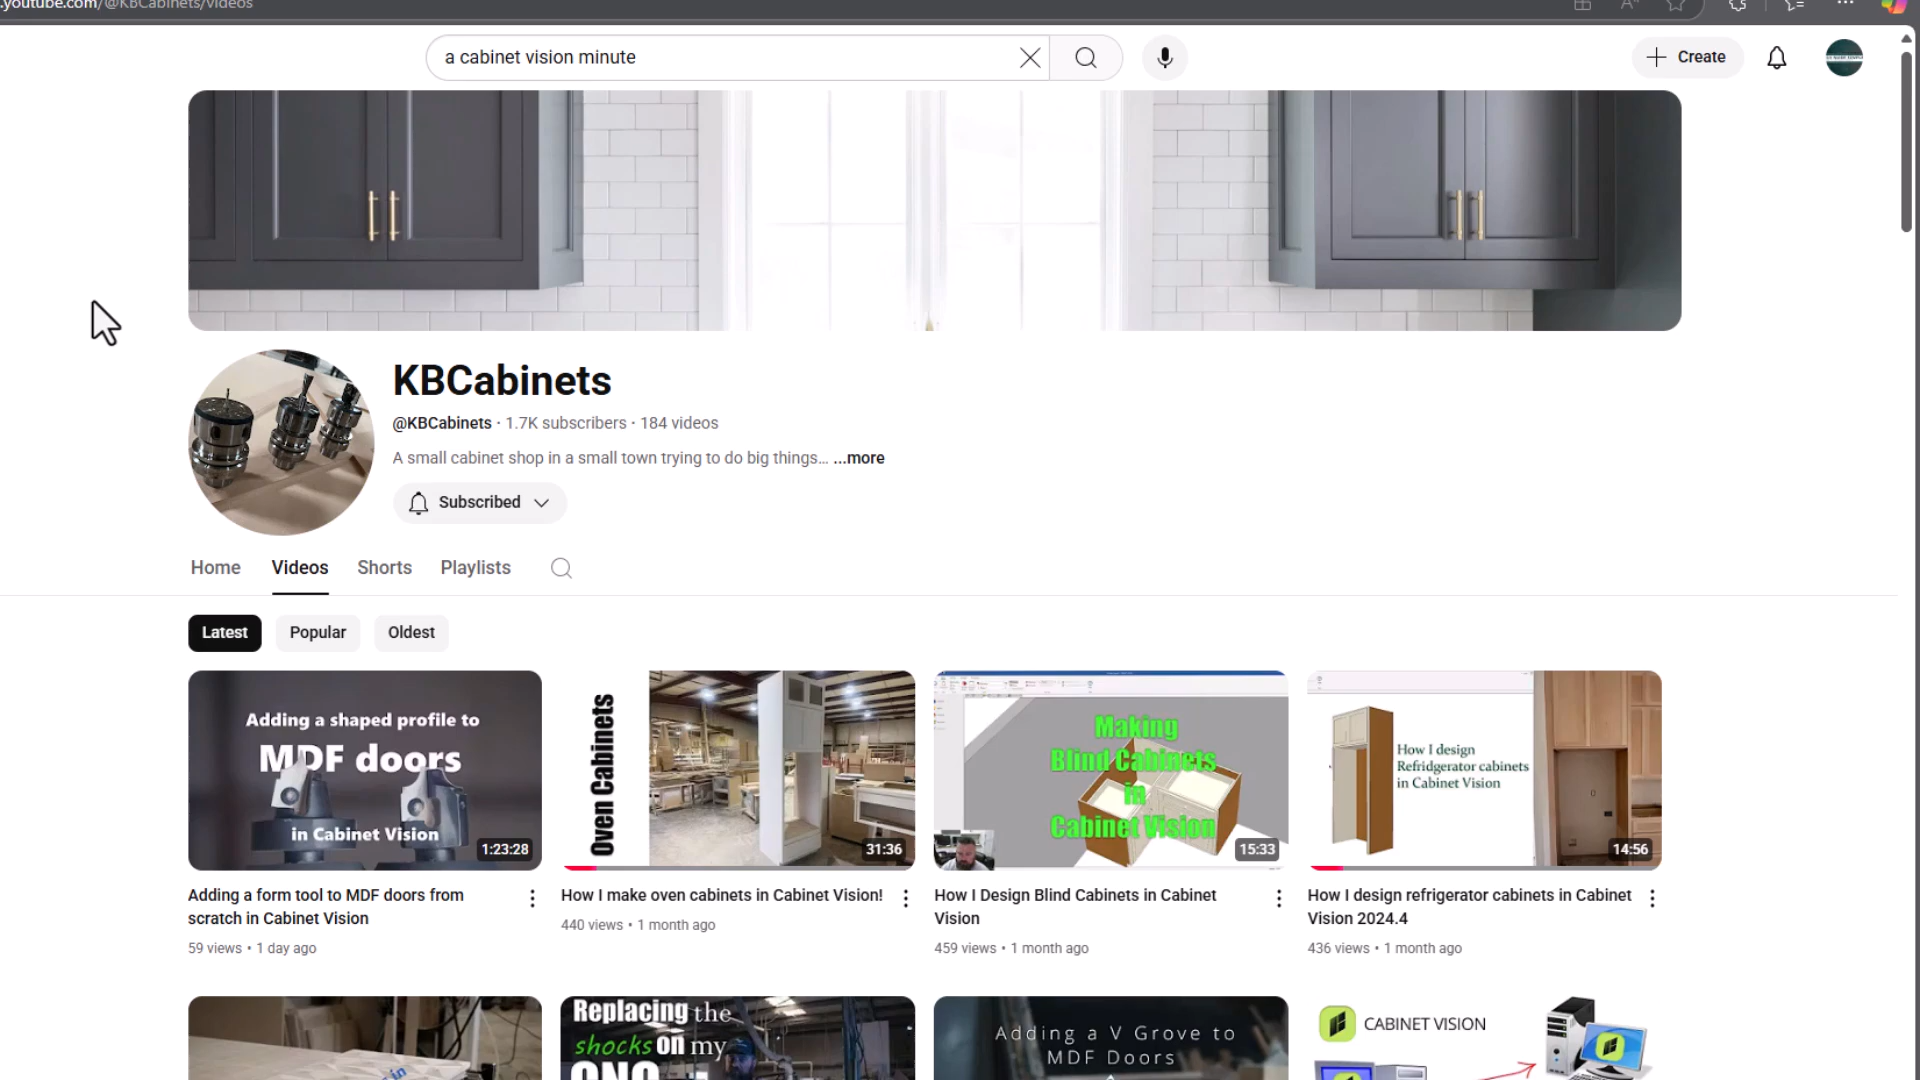 .youtube.com/@KBCabinets/videos
a cabinet vision minute
Create
KBCabinets
@KBCabinets · 1.7K subscribers · 184 videos
A small cabinet shop in a small town trying to do big things... ...more
Subscribed
Home Videos Shorts Playlists
Latest Popular Oldest
Adding a shaped profile to
MDF doors
in Cabinet Vision
1:23:28
Oven Cabinets
31:36
Making
Blind Cabinets
in
Cabinet Vision
15:33
How I design
Refridgerator cabinets
in Cabinet Vision
14:56
Adding a form tool to MDF doors from
scratch in Cabinet Vision
59 views • 1 day ago
How I make oven cabinets in Cabinet Vision!
440 views • 1 month ago
How I Design Blind Cabinets in Cabinet
Vision
459 views • 1 month ago
How I design refrigerator cabinets in Cabinet
Vision 2024.4
436 views • 1 month ago
Replacing the
shocks on my
Adding a V Grove to
MDF Doors
CABINET VISION